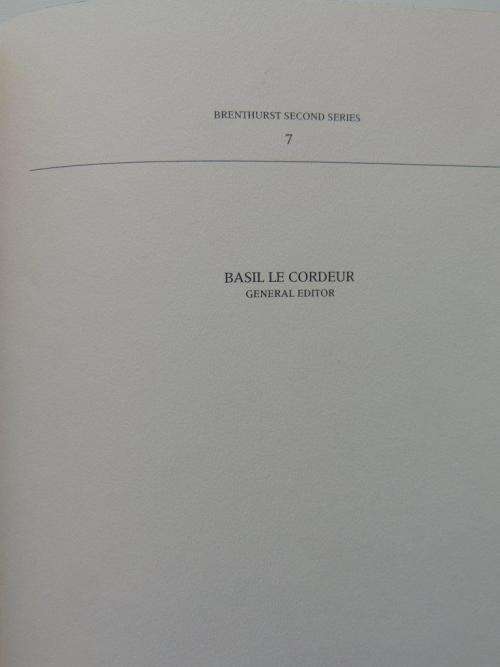 BRENTHURST SECOND SERIES
7
BASIL LE CORDEUR
GENERAL EDITOR